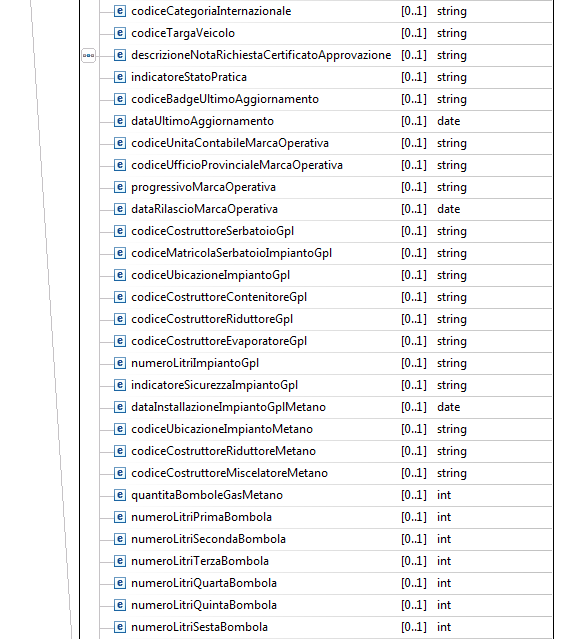 e codiceCategoriaInternazionale [0..1] string
e codiceTargaVeicolo [0..1] string
e descrizioneNotaRichiestaCertificatoApprovazione [0..1] string
e indicatoreStatoPratica [0..1] string
e codiceBadgeUltimoAggiornamento [0..1] string
e dataUltimoAggiornamento [0..1] date
e codiceUnitaContabileMarcaOperativa [0..1] string
e codiceUfficioProvincialeMarcaOperativa [0..1] string
e progressivoMarcaOperativa [0..1] string
e dataRilascioMarcaOperativa [0..1] date
e codiceCostruttoreSerbatoioGpl [0..1] string
e codiceMatricolaSerbatoioImpiantoGpl [0..1] string
e codiceUbicazioneImpiantoGpl [0..1] string
e codiceCostruttoreContenitoreGpl [0..1] string
e codiceCostruttoreRiduttoreGpl [0..1] string
e codiceCostruttoreEvaporatoreGpl [0..1] string
e numeroLitriImpiantoGpl [0..1] string
e indicatoreSicurezzaImpiantoGpl [0..1] string
e dataInstallazioneImpiantoGplMetano [0..1] date
e codiceUbicazioneImpiantoMetano [0..1] string
e codiceCostruttoreRiduttoreMetano [0..1] string
e codiceCostruttoreMiscelatoreMetano [0..1] string
e quantitaBomboleGasMetano [0..1] int
e numeroLitriPrimaBombola [0..1] int
e numeroLitriSecondaBombola [0..1] int
e numeroLitriTerzaBombola [0..1] int
e numeroLitriQuartaBombola [0..1] int
e numeroLitriQuintaBombola [0..1] int
e numeroLitriSestaBombola [0..1] int